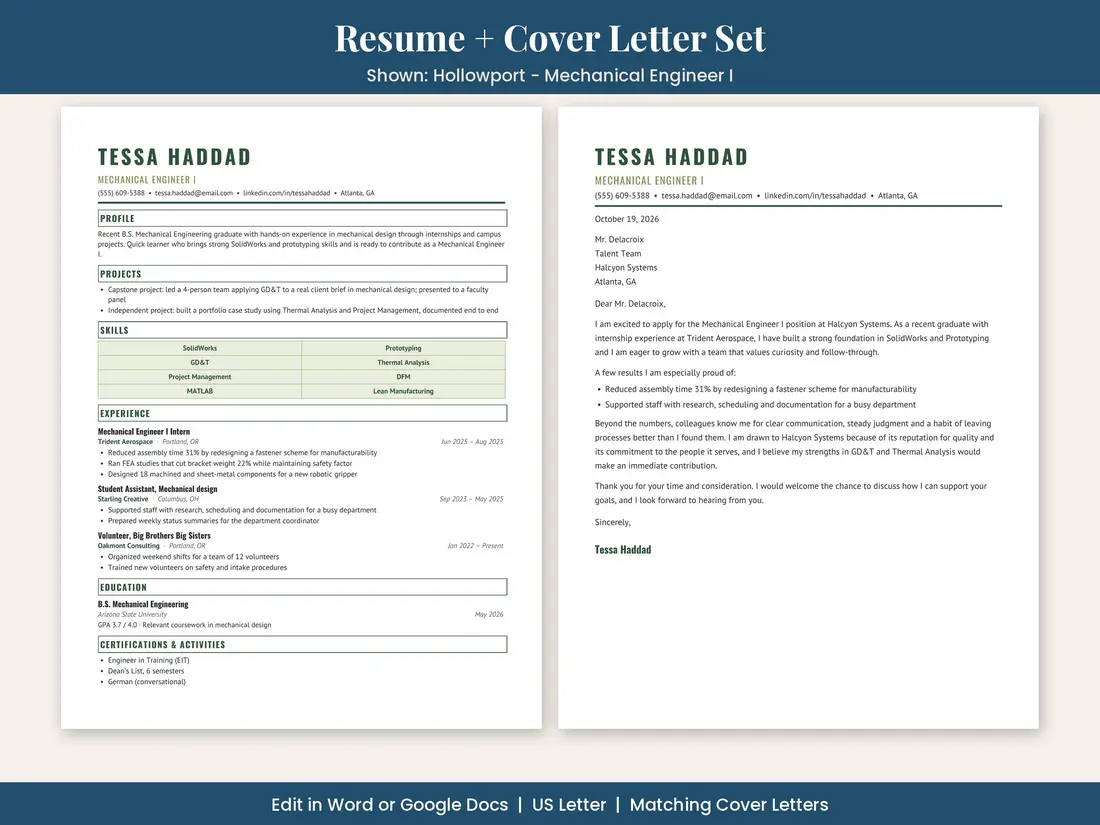 Resume + Cover Letter Set
Shown: Hollowport - Mechanical Engineer I
TESSA HADDAD
MECHANICAL ENGINEER I
(555) 609-5388 • tessa.haddad@email.com • linkedin.com/in/tessahaddad • Atlanta, GA
PROFILE
Recent B.S. Mechanical Engineering graduate with hands-on experience in mechanical design through internships and campus
projects. Quick learner who brings strong SolidWorks and prototyping skills and is ready to contribute as a Mechanical Engineer
I.
PROJECTS
• Capstone project: led a 4-person team applying GD&T to a real client brief in mechanical design; presented to a faculty
panel
• Independent project: built a portfolio case study using Thermal Analysis and Project Management, documented end to end
SKILLS
SolidWorks Prototyping
GD&T Thermal Analysis
Project Management DFM
MATLAB Lean Manufacturing
EXPERIENCE
Mechanical Engineer I Intern
Trident Aerospace · Portland, OR Jun 2025 – Aug 2025
• Reduced assembly time 31% by redesigning a fastener scheme for manufacturability
• Ran FEA studies that cut bracket weight 22% while maintaining safety factor
• Designed 18 machined and sheet-metal components for a new robotic gripper
Student Assistant, Mechanical design
Starling Creative · Columbus, OH Sep 2023 – May 2025
• Supported staff with research, scheduling and documentation for a busy department
• Prepared weekly status summaries for the department coordinator
Volunteer, Big Brothers Big Sisters
Oakmont Consulting · Portland, OR Jan 2022 – Present
• Organized weekend shifts for a team of 12 volunteers
• Trained new volunteers on safety and intake procedures
EDUCATION
B.S. Mechanical Engineering
Arizona State University May 2026
GPA 3.7 / 4.0 · Relevant coursework in mechanical design
CERTIFICATIONS & ACTIVITIES
• Engineer in Training (EIT)
• Dean's List, 6 semesters
• German (conversational)
TESSA HADDAD
MECHANICAL ENGINEER I
(555) 609-5388 • tessa.haddad@email.com • linkedin.com/in/tessahaddad • Atlanta, GA
October 19, 2026
Mr. Delacroix
Talent Team
Halcyon Systems
Atlanta, GA
Dear Mr. Delacroix,
I am excited to apply for the Mechanical Engineer I position at Halcyon Systems. As a recent graduate with
internship experience at Trident Aerospace, I have built a strong foundation in SolidWorks and Prototyping
and I am eager to grow with a team that values curiosity and follow-through.
A few results I am especially proud of:
• Reduced assembly time 31% by redesigning a fastener scheme for manufacturability
• Supported staff with research, scheduling and documentation for a busy department
Beyond the numbers, colleagues know me for clear communication, steady judgment and a habit of leaving
processes better than I found them. I am drawn to Halcyon Systems because of its reputation for quality and
its commitment to the people it serves, and I believe my strengths in GD&T and Thermal Analysis would
make an immediate contribution.
Thank you for your time and consideration. I would welcome the chance to discuss how I can support your
goals, and I look forward to hearing from you.
Sincerely,
Tessa Haddad
Edit in Word or Google Docs | US Letter | Matching Cover Letters